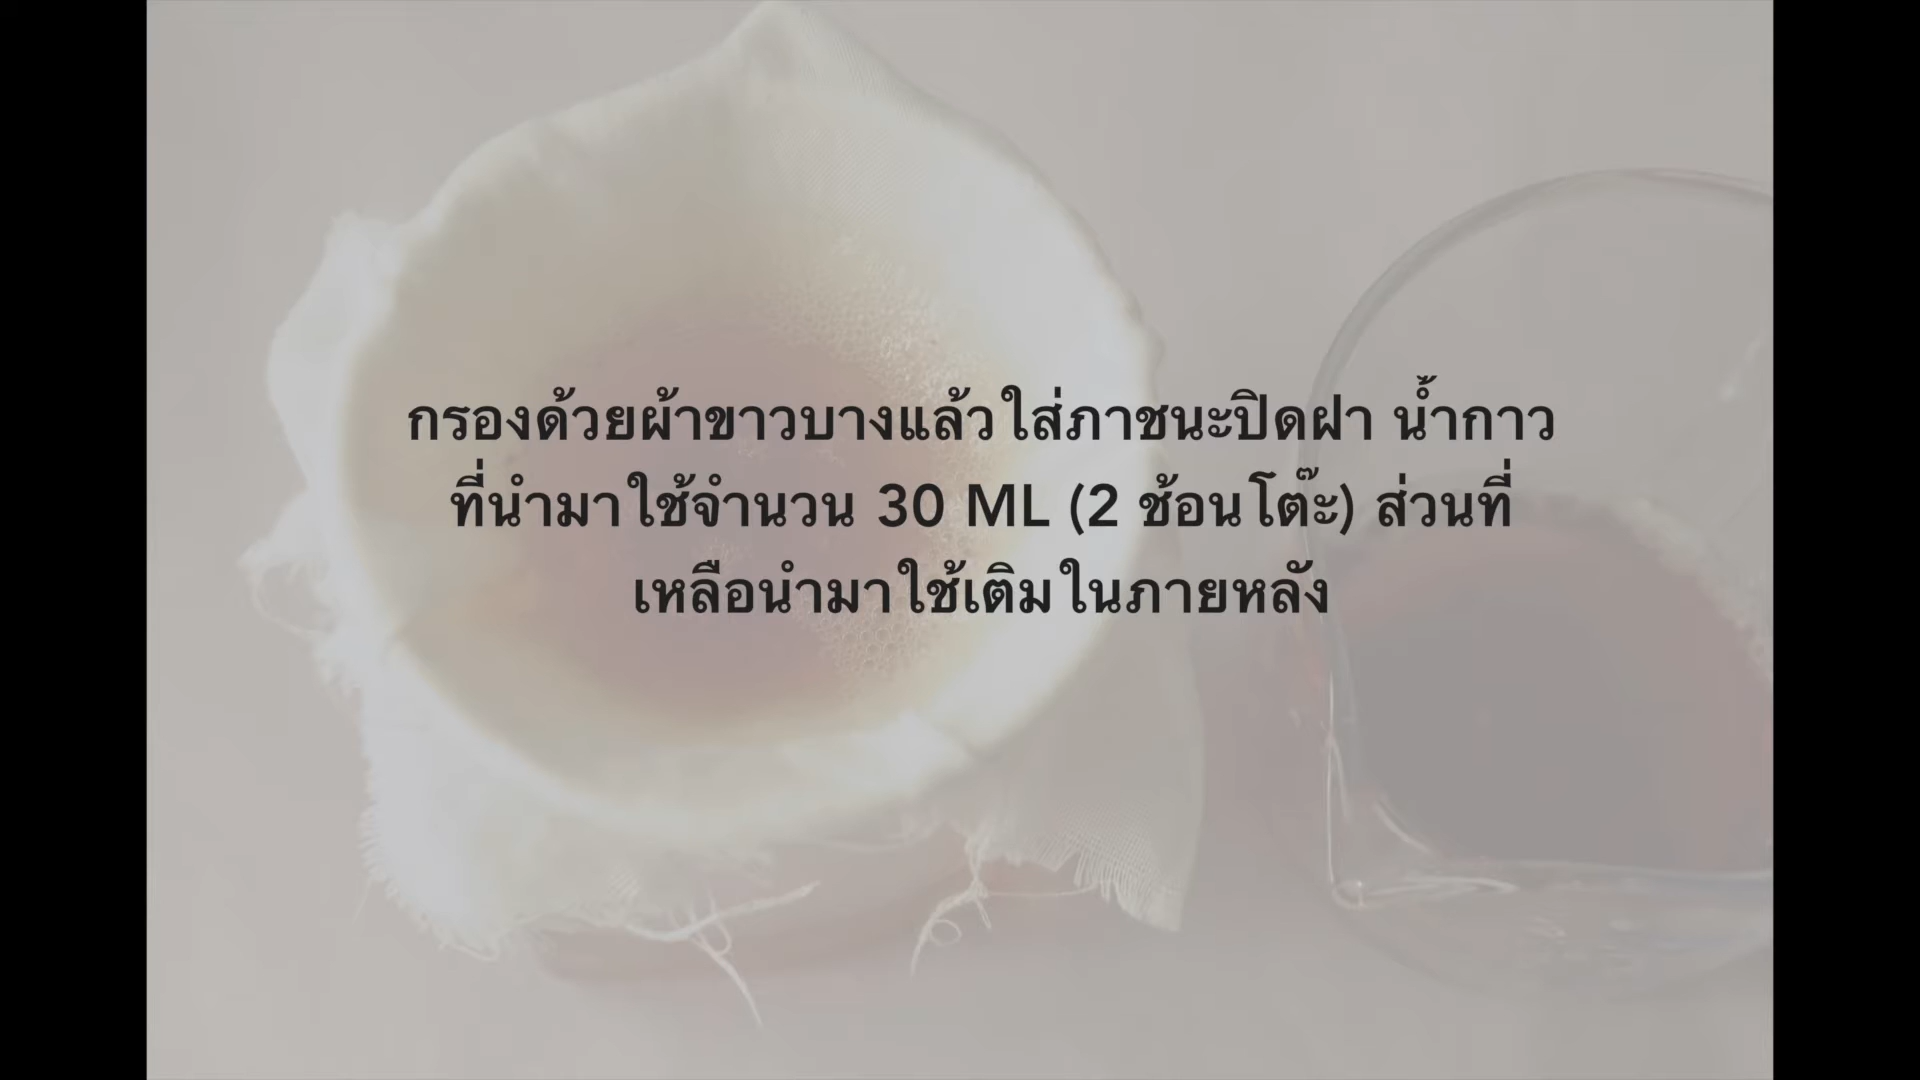 กรองด้วยผ้าขาวบางแล้วใส่ภาชนะปิดฝา น้ำกาว
ที่นำมาใช้จำนวน 30 ML (2 ช้อนโต๊ะ) ส่วนที่
เหลือนำมาใช้เติมในภายหลัง